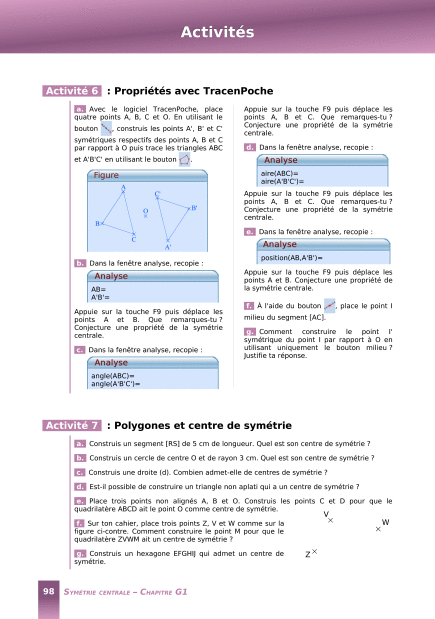 Activités
Activité 6 : Propriétés avec TracenPoche
a. Avec le logiciel TracenPoche, place
quatre points A, B, C et O. En utilisant le
bouton , construis les points A', B' et C'
symétriques respectifs des points A, B et C
par rapport à O puis trace les triangles ABC
et A'B'C' en utilisant le bouton .
Figure
A
C'
O
B'
B
C
A'
b. Dans la fenêtre analyse, recopie :
Analyse
AB=
A'B'=
Appuie sur la touche F9 puis déplace les
points A et B. Que remarques-tu ?
Conjecture une propriété de la symétrie
centrale.
c. Dans la fenêtre analyse, recopie :
Analyse
angle(ABC)=
angle(A'B'C')=
Appuie sur la touche F9 puis déplace les
points A, B et C. Que remarques-tu ?
Conjecture une propriété de la symétrie
centrale.
d. Dans la fenêtre analyse, recopie :
Analyse
aire(ABC)=
aire(A'B'C')=
Appuie sur la touche F9 puis déplace les
points A, B et C. Que remarques-tu ?
Conjecture une propriété de la symétrie
centrale.
e. Dans la fenêtre analyse, recopie :
Analyse
position(AB,A'B')=
Appuie sur la touche F9 puis déplace les
points A et B. Conjecture une propriété de
la symétrie centrale.
f. À l'aide du bouton , place le point I
milieu du segment [AC].
g. Comment construire le point I'
symétrique du point I par rapport à O en
utilisant uniquement le bouton milieu ?
Justifie ta réponse.
Activité 7 : Polygones et centre de symétrie
a. Construis un segment [RS] de 5 cm de longueur. Quel est son centre de symétrie ?
b. Construis un cercle de centre O et de rayon 3 cm. Quel est son centre de symétrie ?
c. Construis une droite (d). Combien admet-elle de centres de symétrie ?
d. Est-il possible de construire un triangle non aplati qui a un centre de symétrie ?
e. Place trois points non alignés A, B et O. Construis les points C et D pour que le
quadrilatère ABCD ait le point O comme centre de symétrie.
f. Sur ton cahier, place trois points Z, V et W comme sur la
figure ci-contre. Comment construire le point M pour que le
quadrilatère ZVWM ait un centre de symétrie ?
g. Construis un hexagone EFGHIJ qui admet un centre de
symétrie.
V
W
Z
98 SYMÉTRIE CENTRALE – CHAPITRE G1